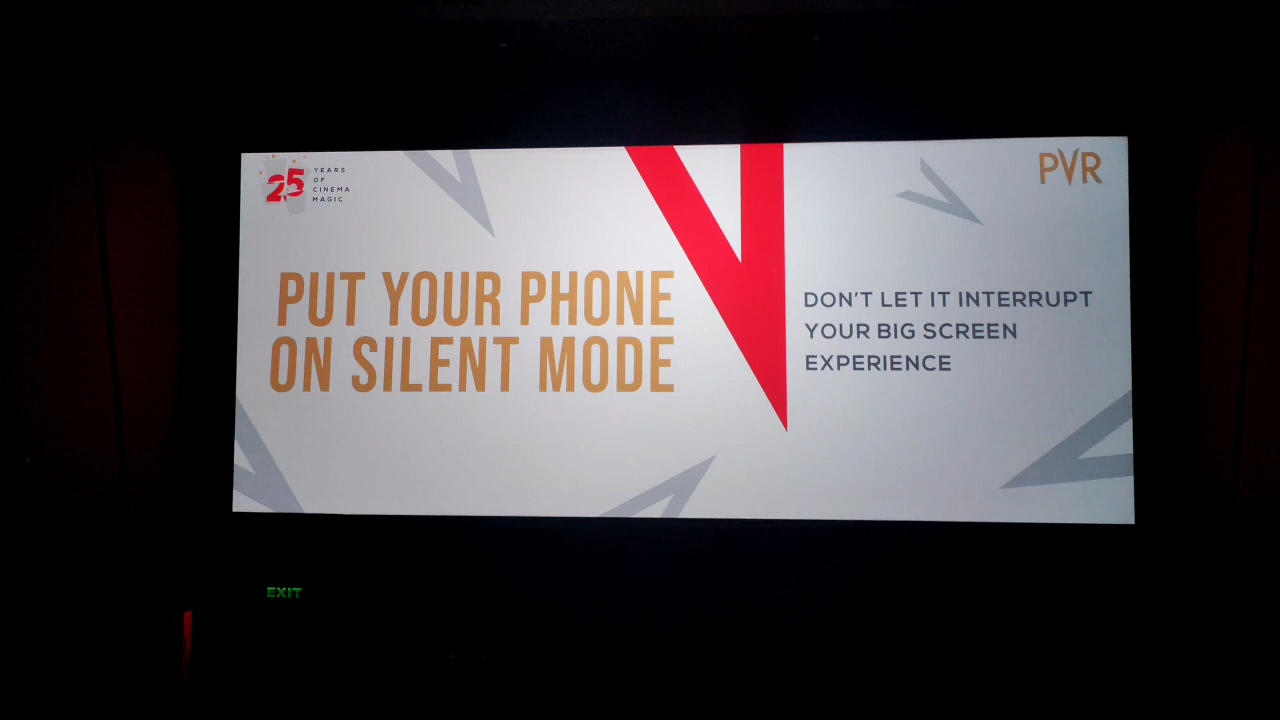 25
YEARS
OF
CINEMA
MAGIC
PVR
PUT YOUR PHONE
ON SILENT MODE
DON'T LET IT INTERRUPT
YOUR BIG SCREEN
EXPERIENCE
EXIT